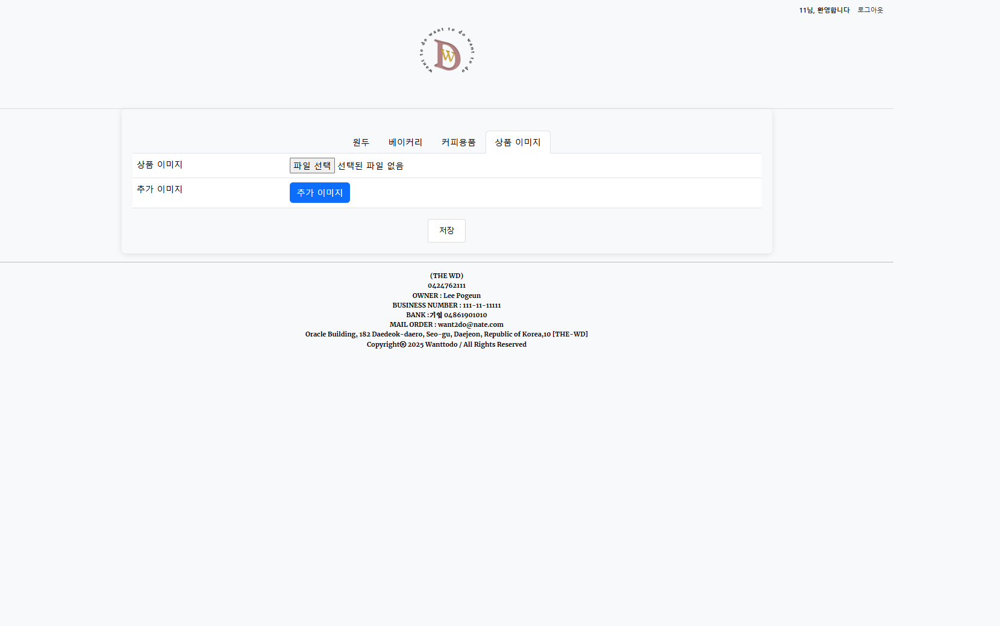 11님, 환영합니다 로그아웃
want to do want to do want to do
D
W
원두 베이커리 커피용품 상품 이미지
상품 이미지 파일 선택 선택된 파일 없음
추가 이미지 추가 이미지
저장
(THE WD)
0424762111
OWNER : Lee Pogeun
BUSINESS NUMBER : 111-11-11111
BANK :기업 04861901010
MAIL ORDER : want2do@nate.com
Oracle Building, 182 Daedeok-daero, Seo-gu, Daejeon, Republic of Korea,10 [THE-WD]
Copyrightⓒ 2025 Wanttodo / All Rights Reserved